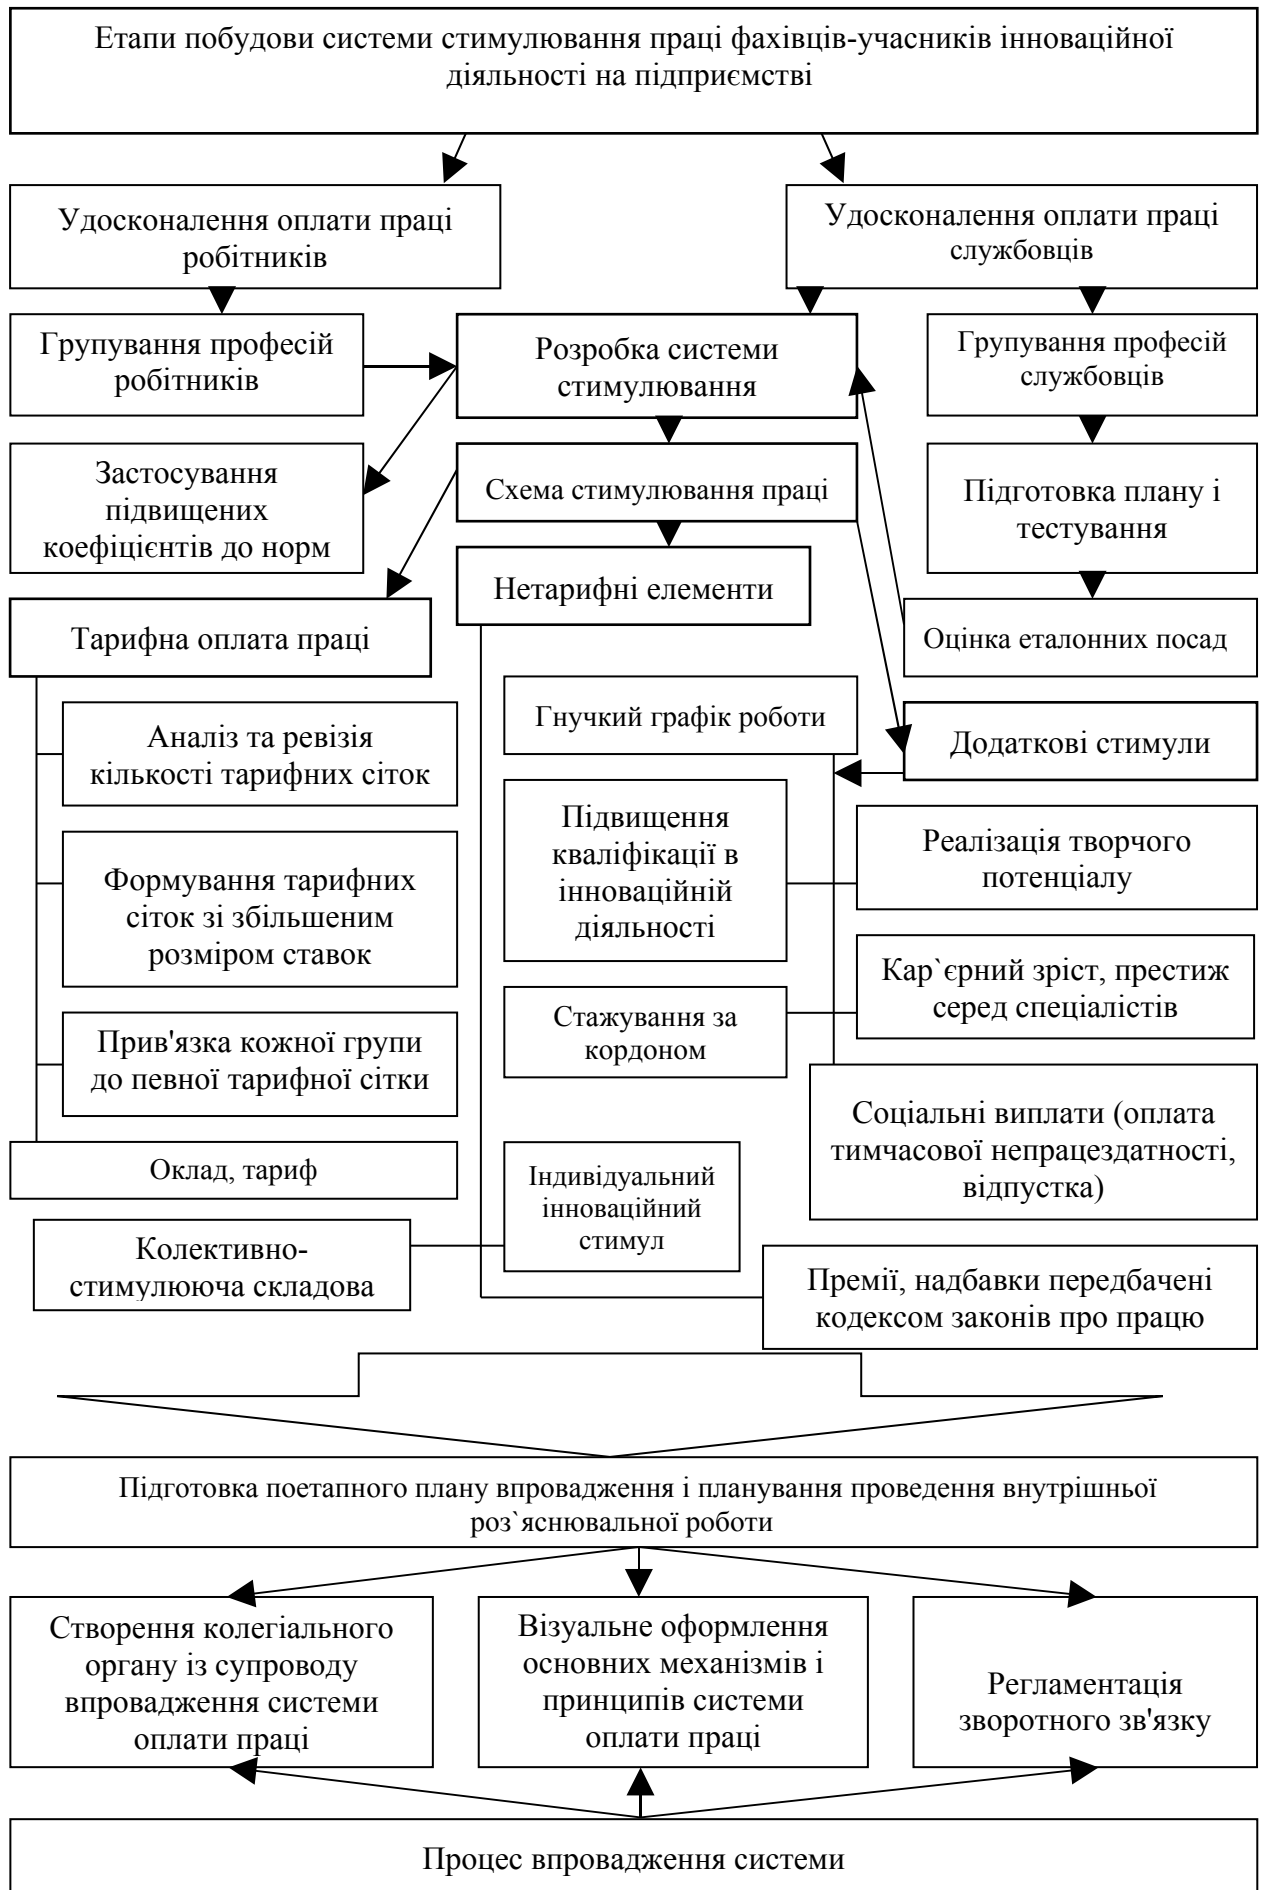 Етапи побудови системи стимулювання праці фахівців-учасників інноваційної
діяльності на підприємстві
Удосконалення оплати праці
робітників
Удосконалення оплати праці
службовців
Групування професій
робітників
Розробка системи
стимулювання
Групування професій
службовців
Застосування
підвищених
коефіцієнтів до норм
Схема стимулювання праці
Підготовка плану і
тестування
Нетарифні елементи
Тарифна оплата праці
Оцінка еталонних посад
Гнучкий графік роботи
Додаткові стимули
Аналіз та ревізія
кількості тарифних сіток
Підвищення
кваліфікації в
інноваційній
діяльності
Реалізація творчого
потенціалу
Формування тарифних
сіток зі збільшеним
розміром ставок
Кар`єрний зріст, престиж
серед спеціалістів
Стажування за
кордоном
Прив'язка кожної групи
до певної тарифної сітки
Соціальні виплати (оплата
тимчасової непрацездатності,
відпустка)
Оклад, тариф
Індивідуальний
інноваційний
стимул
Колективно-
стимулююча складова
Премії, надбавки передбачені
кодексом законів про працю
Підготовка поетапного плану впровадження і планування проведення внутрішньої
роз`яснювальної роботи
Створення колегіального
органу із супроводу
впровадження системи
оплати праці
Візуальне оформлення
основних механізмів і
принципів системи
оплати праці
Регламентація
зворотного зв'язку
Процес впровадження системи